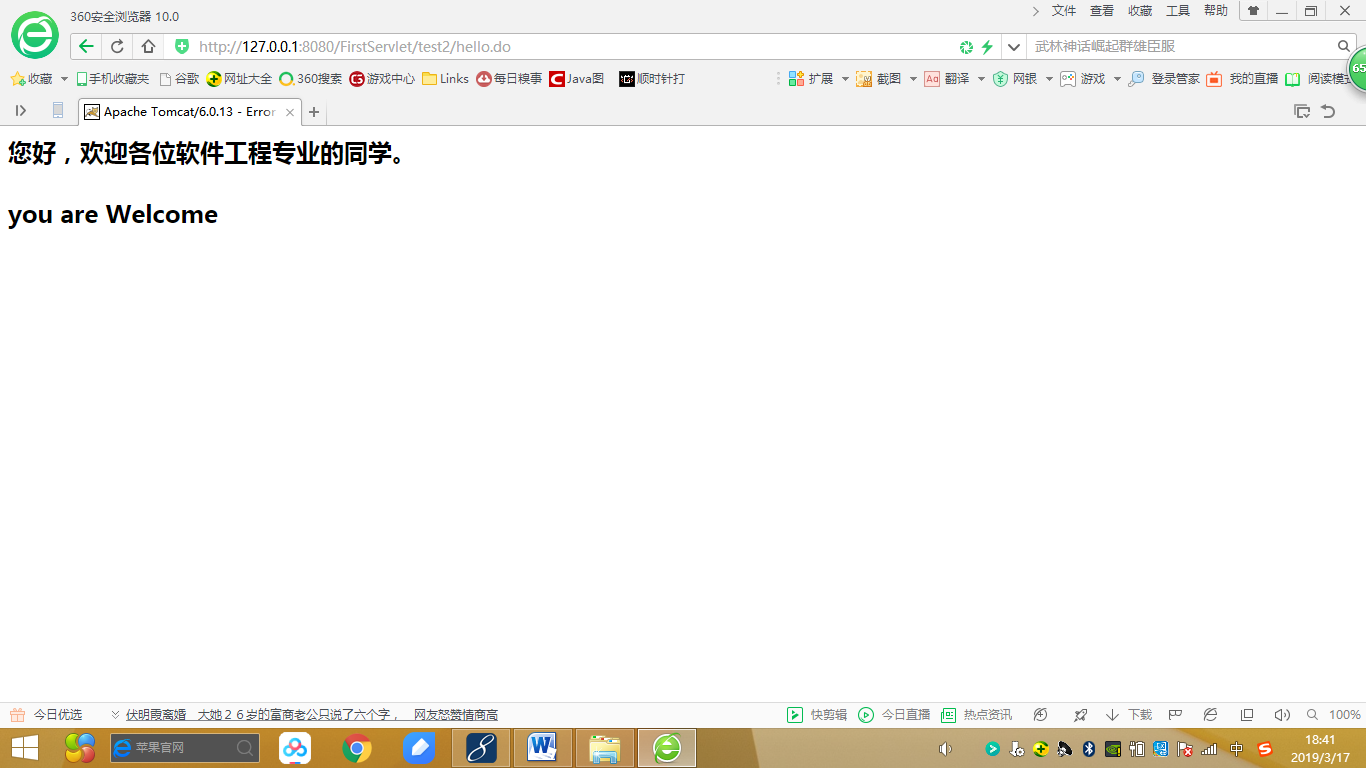 360安全浏览器 10.0
文件 查看 收藏 工具 帮助
http://127.0.0.1:8080/FirstServlet/test2/hello.do
武林神话崛起群雄臣服
65
收藏 手机收藏夹 谷歌 网址大全 360搜索 游戏中心 Links 每日糗事 Java图 顺时针打 扩展 截图 翻译 网银 游戏 登录管家 我的直播 阅读模式
Apache Tomcat/6.0.13 - Error
您好，欢迎各位软件工程专业的同学。
you are Welcome
今日优选 伏明霞离婚 大她２６岁的富商老公只说了六个字， 网友怒赞情商高 快剪辑 今日直播 热点资讯 下载 100%
苹果官网
中
18:41
2019/3/17